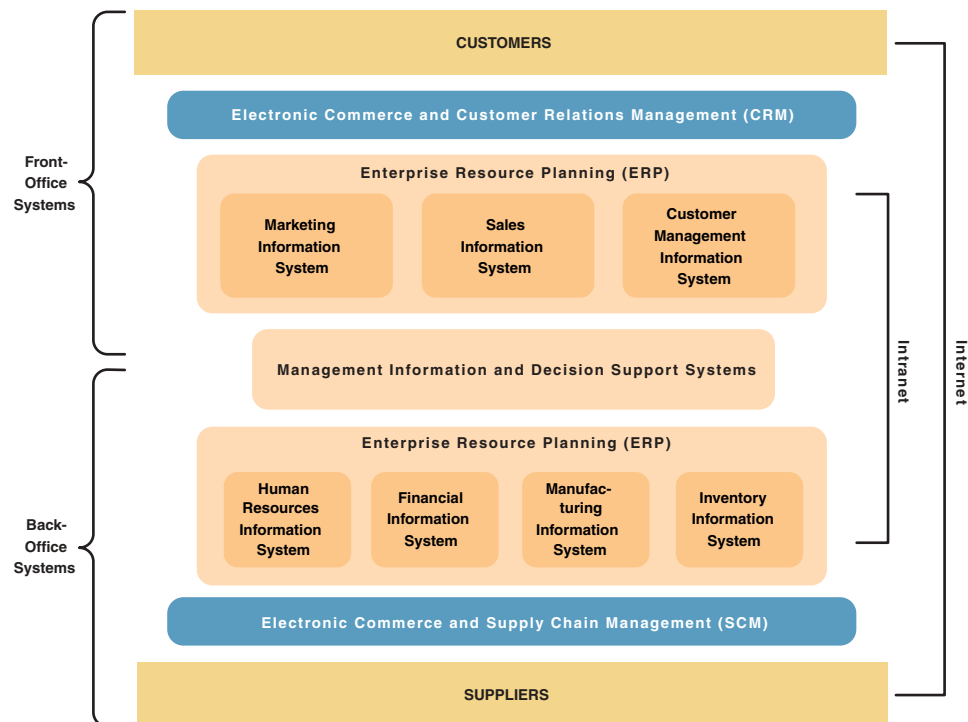 CUSTOMERS
Electronic Commerce and Customer Relations Management (CRM)
Front-
Office
Systems
Enterprise Resource Planning (ERP)
Marketing
Information
System
Sales
Information
System
Customer
Management
Information
System
Management Information and Decision Support Systems
Intranet
Internet
Enterprise Resource Planning (ERP)
Human
Resources
Information
System
Financial
Information
System
Manufac-
turing
Information
System
Inventory
Information
System
Back-
Office
Systems
Electronic Commerce and Supply Chain Management (SCM)
SUPPLIERS